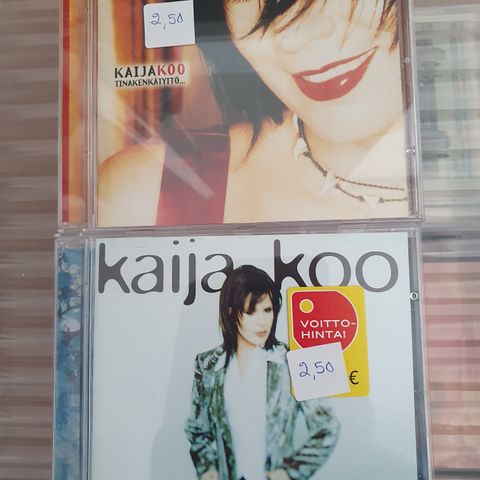 2,50
KAIJAKOO
TINAKENKÄTYTTÖ...
kaija koo
VOITTO-
HINTA!
2,50
€